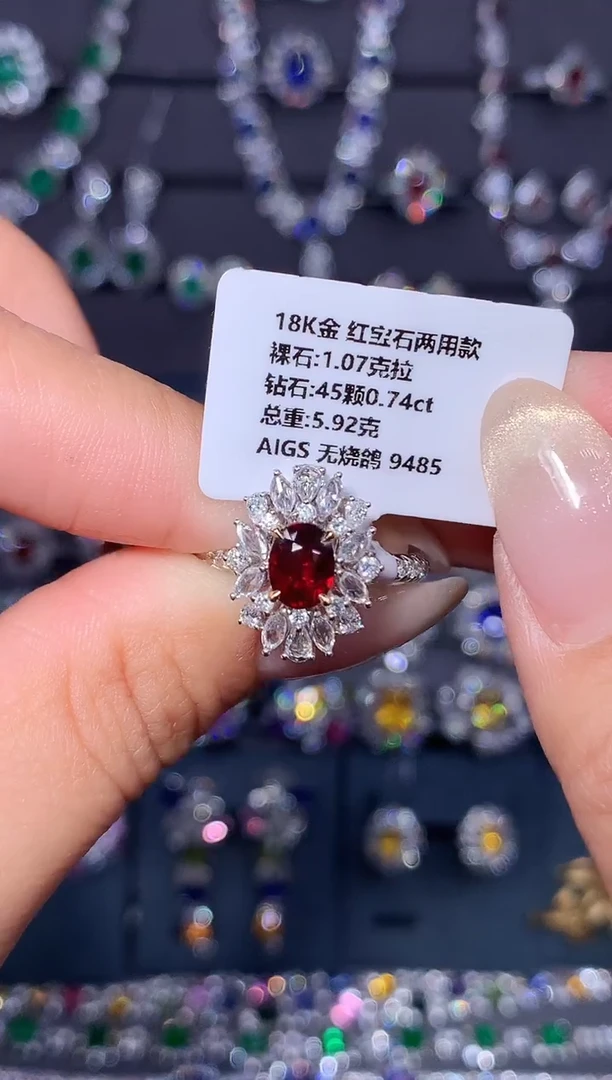 18K金 红宝石两用款
裸石:1.07克拉
钻石:45颗0.74ct
总重:5.92克
AIGS 无烧鸽 9485